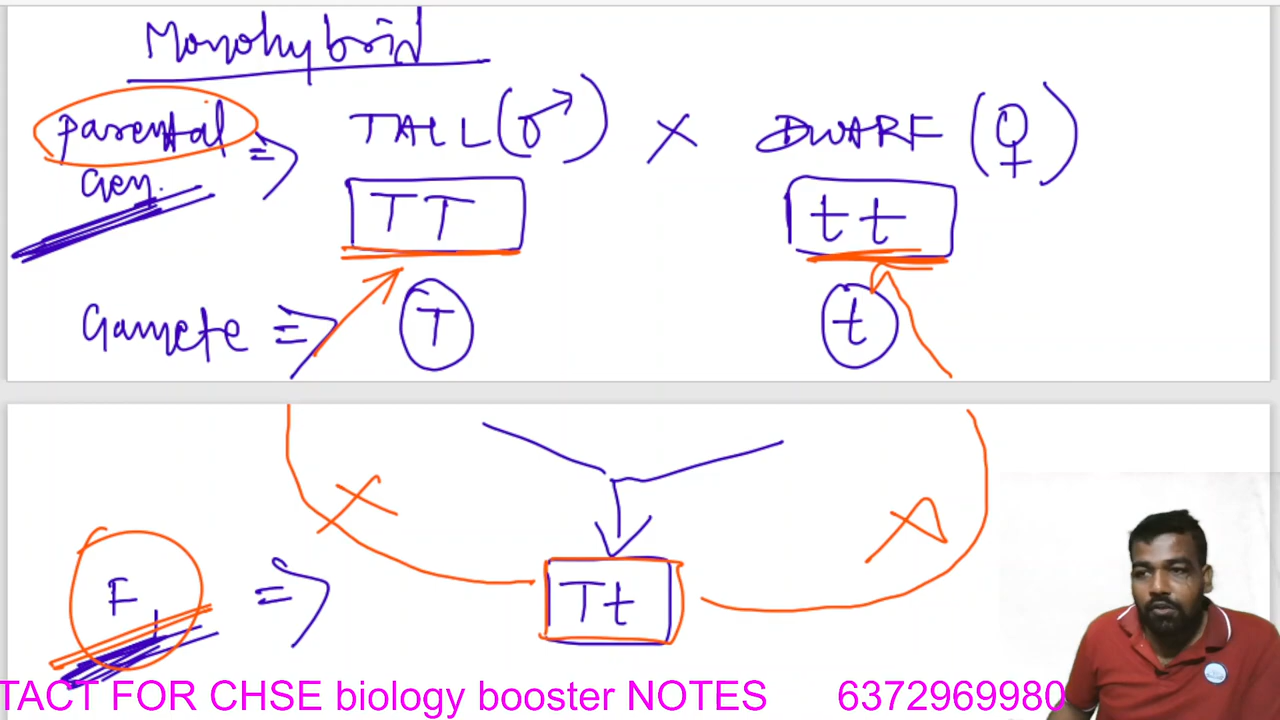 Monohybrid
Parental ⇒ TALL (♂) × DWARF (♀)
Gen.
TT tt
Gamete ⇒ T t
F1 ⇒ Tt
TACT FOR CHSE biology booster NOTES 6372969980